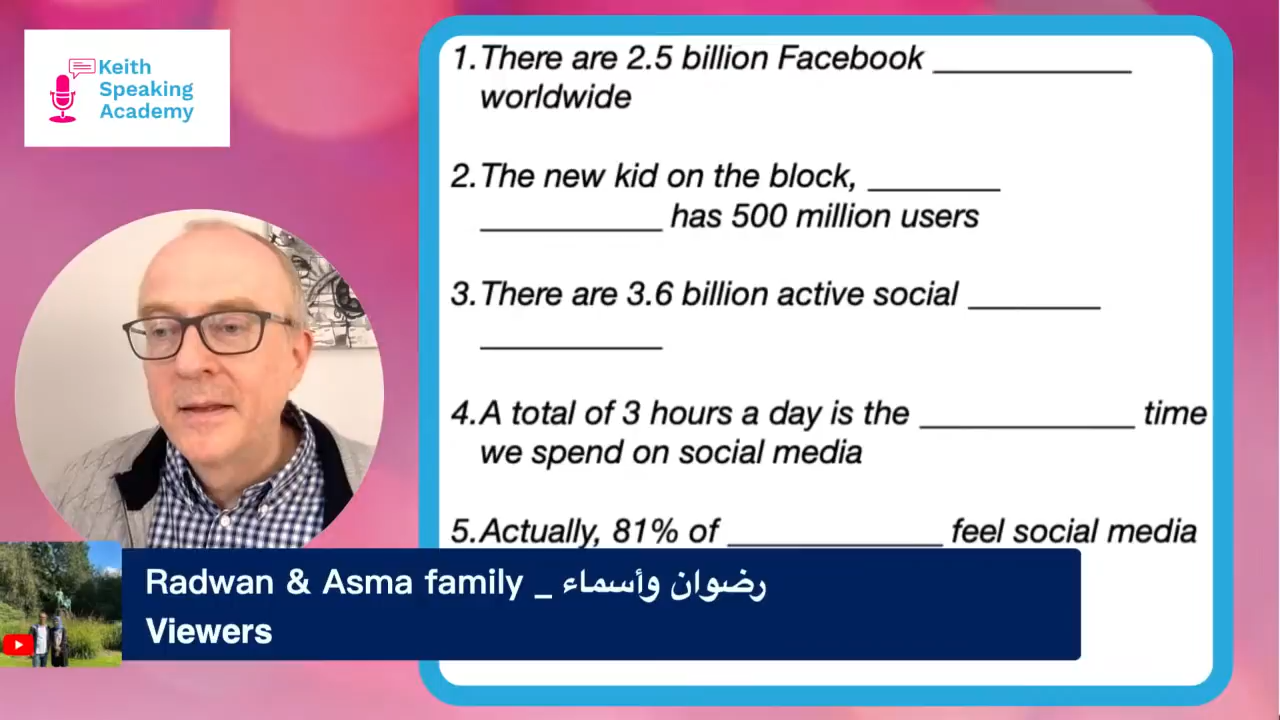 Keith
Speaking
Academy
1. There are 2.5 billion Facebook ____________
worldwide
2. The new kid on the block, ________
___________ has 500 million users
3. There are 3.6 billion active social ________
___________
4. A total of 3 hours a day is the _____________ time
we spend on social media
5. Actually, 81% of _____________ feel social media
Radwan & Asma family _ رضوان وأسماء
Viewers